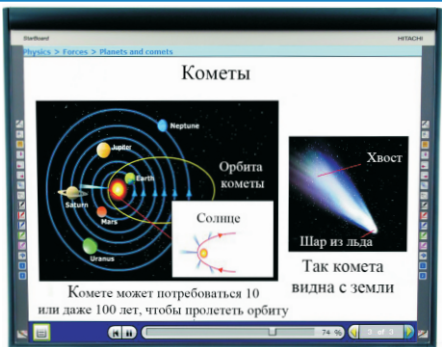 StarBoard
HITACHI
Physics > Forces > Planets and comets
Кометы
Neptune
Jupiter
Earth
Saturn
Mars
Uranus
Орбита
кометы
Солнце
Хвост
Шар из льда
Так комета
видна с земли
Комете может потребоваться 10
или даже 100 лет, чтобы пролететь орбиту
74 %
2 of 3